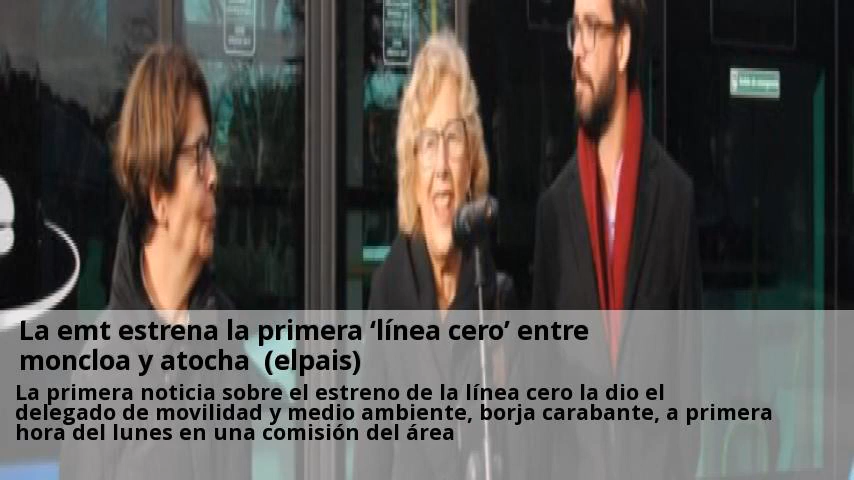 La emt estrena la primera ‘línea cero’ entre
moncloa y atocha (elpais)
La primera noticia sobre el estreno de la línea cero la dio el
delegado de movilidad y medio ambiente, borja carabante, a primera
hora del lunes en una comisión del área